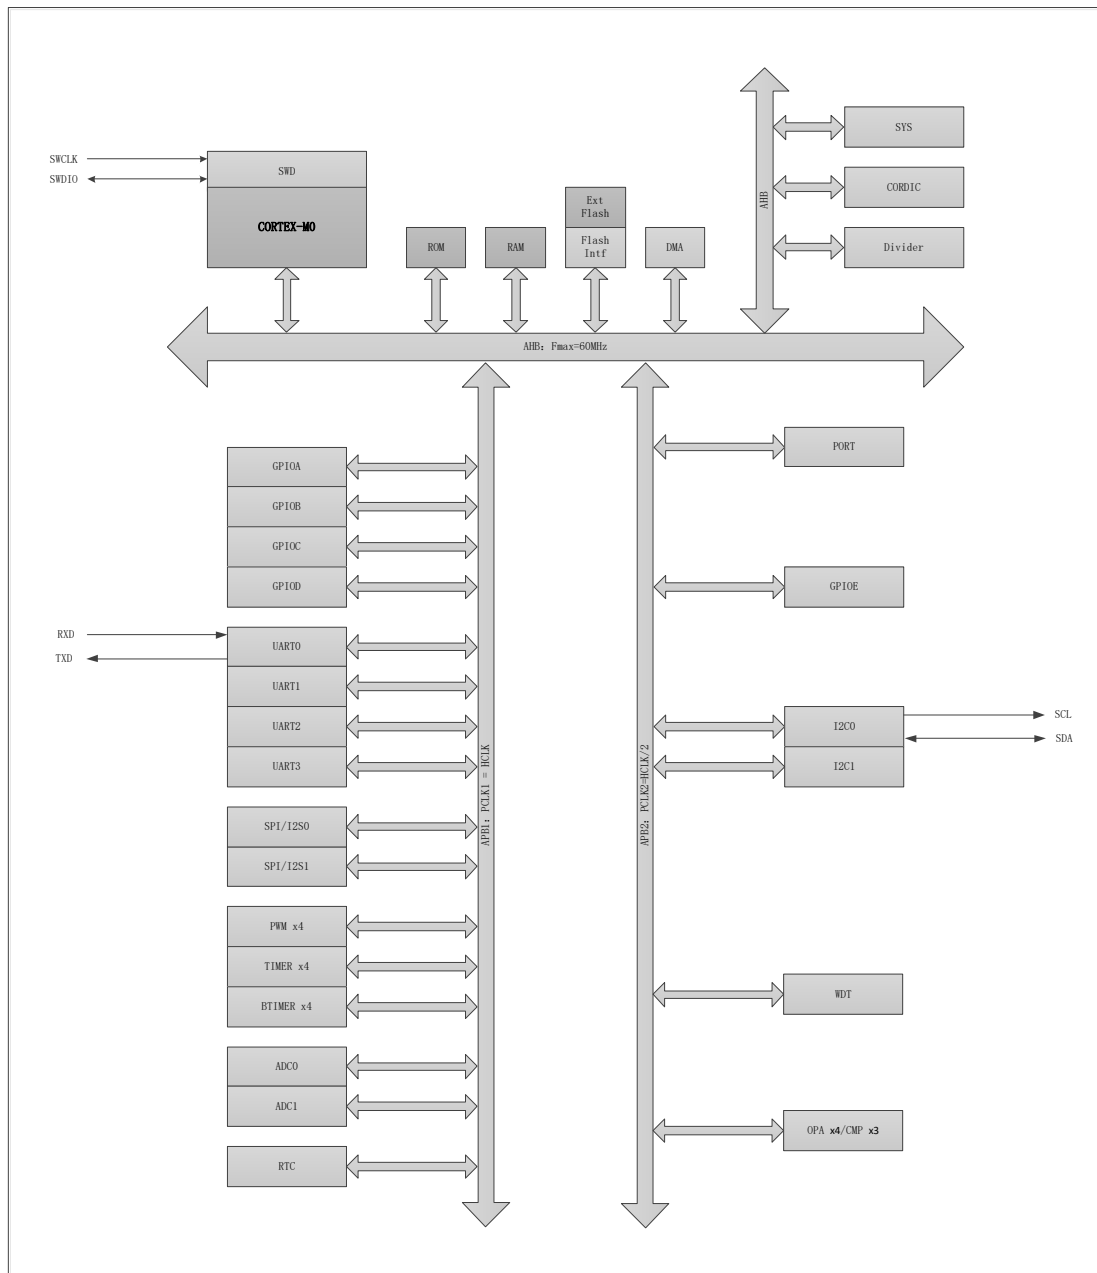 SYS
SWCLK
SWD
SWDIO
CORDIC
AHB
Ext
Flash
CORTEX-M0
ROM
RAM
Flash
Intf
DMA
Divider
AHB: Fmax=60MHz
PORT
GPIOA
GPIOB
GPIOC
GPIOD
GPIOE
RXD
TXD
UART0
UART1
UART2
UART3
I2C0
I2C1
SCL
SDA
APB1: PCLK1 = HCLK
APB2: PCLK2=HCLK/2
SPI/I2S0
SPI/I2S1
PWM x4
TIMER x4
BTIMER x4
WDT
ADC0
ADC1
OPA x4/CMP x3
RTC